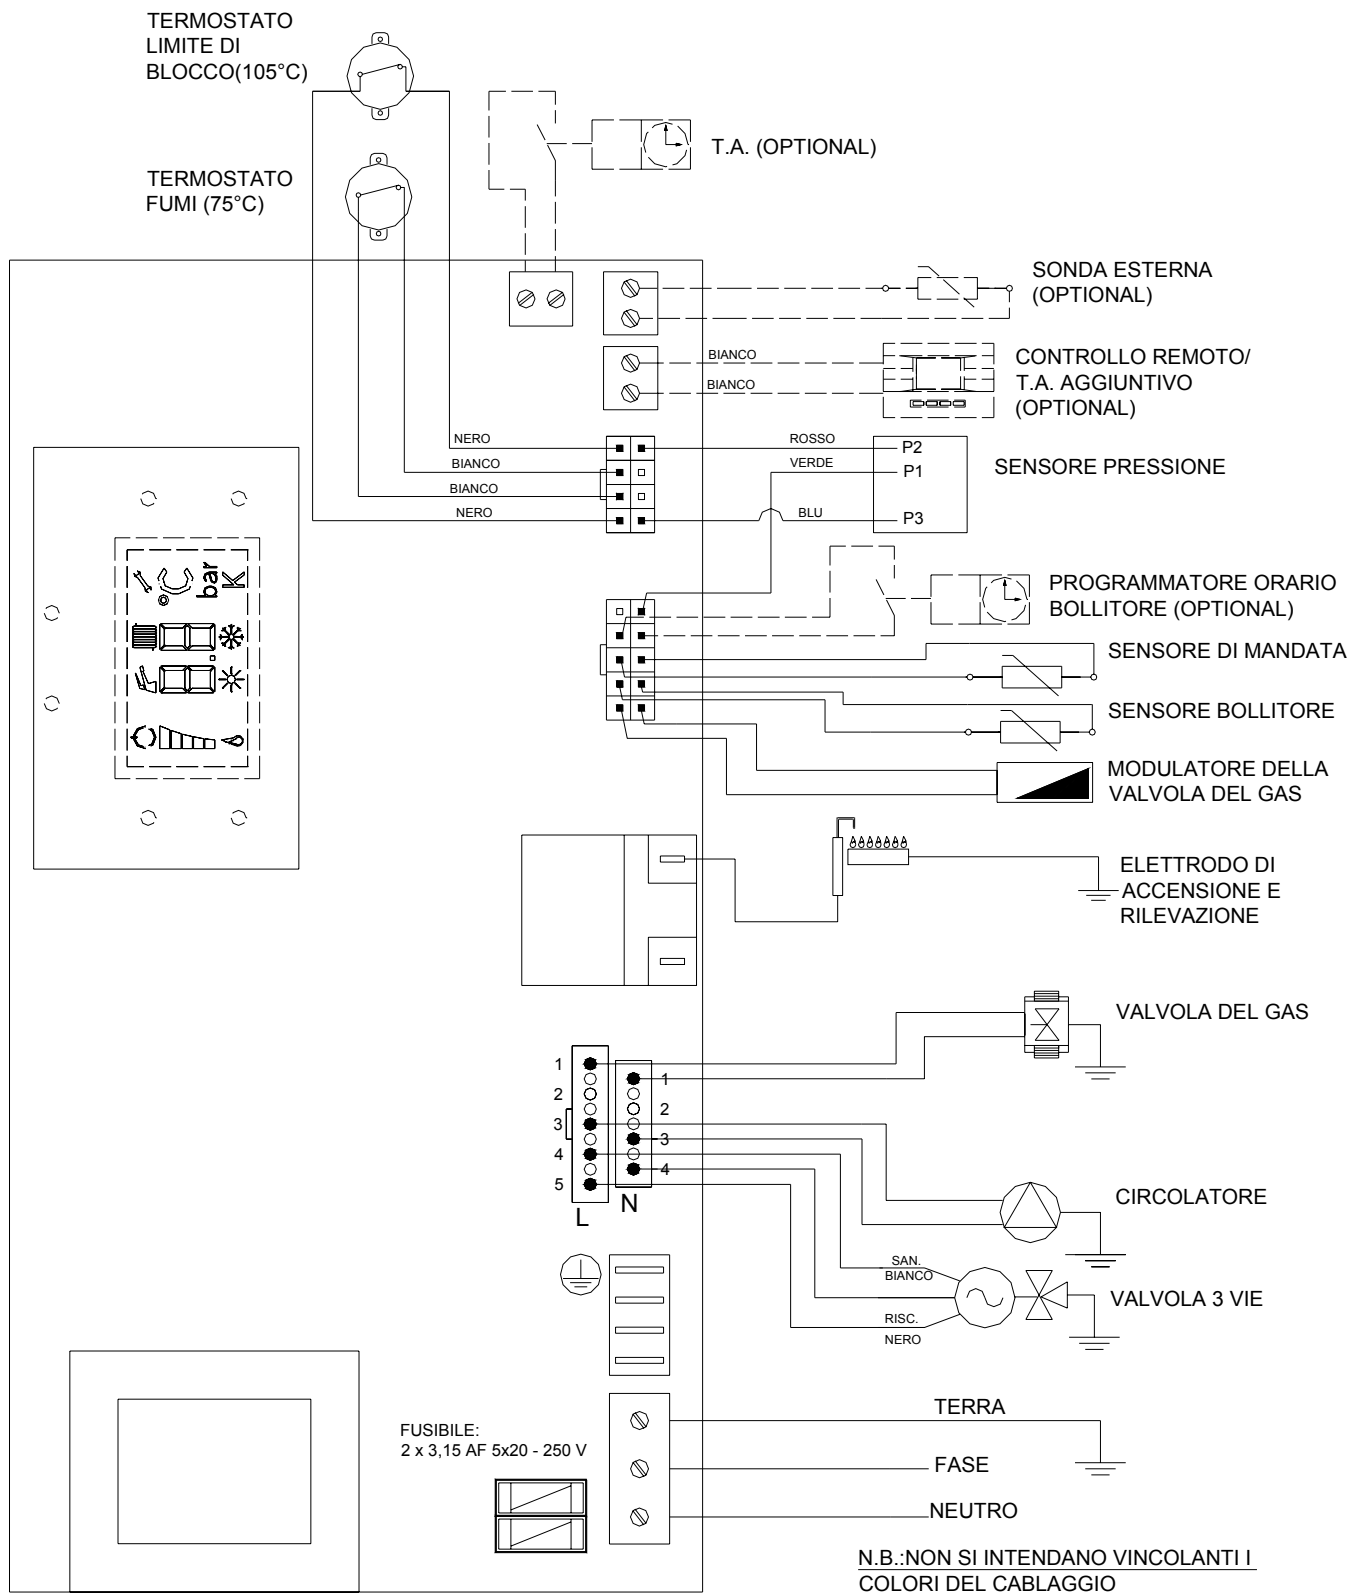 TERMOSTATO
LIMITE DI
BLOCCO(105°C)
T.A. (OPTIONAL)
TERMOSTATO
FUMI (75°C)
SONDA ESTERNA
(OPTIONAL)
BIANCO
BIANCO
CONTROLLO REMOTO/
T.A. AGGIUNTIVO
(OPTIONAL)
NERO
BIANCO
BIANCO
NERO
ROSSO
VERDE
BLU
P2
P1
P3
SENSORE PRESSIONE
°C
bar
K
PROGRAMMATORE ORARIO
BOLLITORE (OPTIONAL)
SENSORE DI MANDATA
SENSORE BOLLITORE
MODULATORE DELLA
VALVOLA DEL GAS
ELETTRODO DI
ACCENSIONE E
RILEVAZIONE
VALVOLA DEL GAS
1
2
3
4
5
L
1
2
3
4
N
CIRCOLATORE
SAN.
BIANCO
RISC.
NERO
VALVOLA 3 VIE
TERRA
FASE
NEUTRO
FUSIBILE:
2 x 3,15 AF 5x20 - 250 V
N.B.:NON SI INTENDANO VINCOLANTI I
COLORI DEL CABLAGGIO